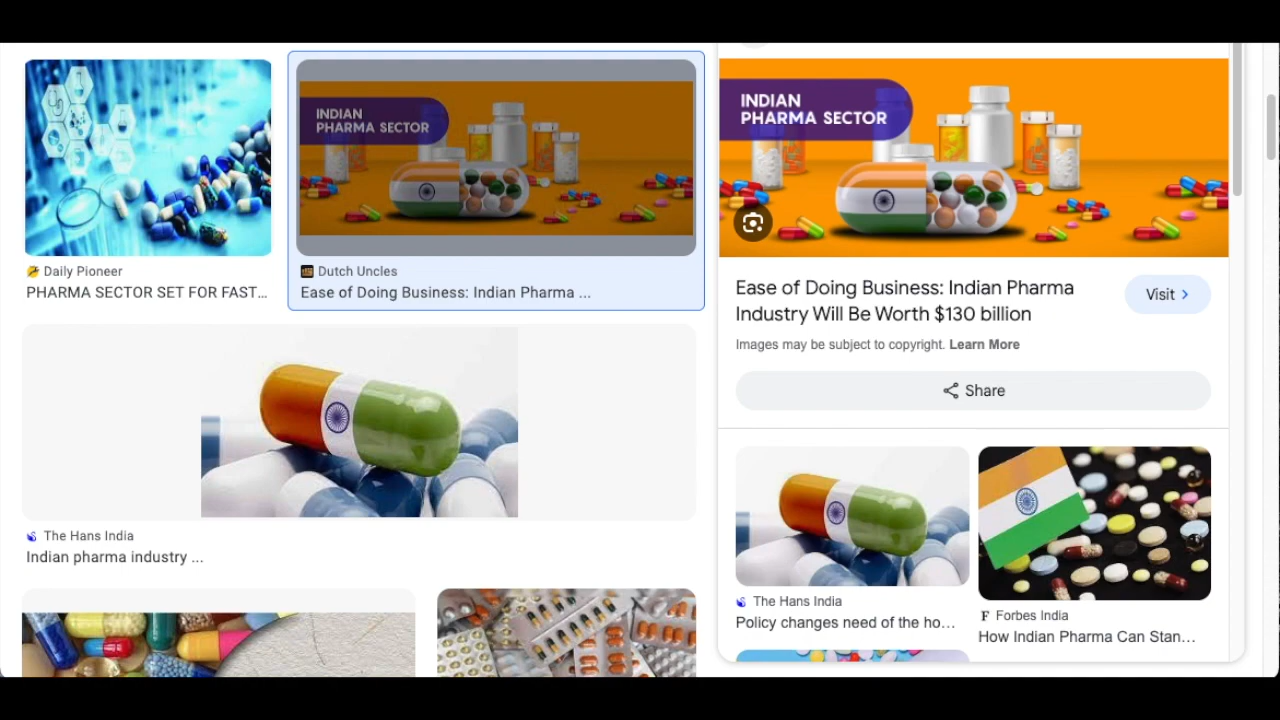 INDIAN
PHARMA SECTOR
Daily Pioneer
PHARMA SECTOR SET FOR FAST...
Dutch Uncles
Ease of Doing Business: Indian Pharma ...
The Hans India
Indian pharma industry ...
INDIAN
PHARMA SECTOR
Ease of Doing Business: Indian Pharma
Industry Will Be Worth $130 billion
Visit
Images may be subject to copyright. Learn More
Share
The Hans India
Policy changes need of the ho...
F Forbes India
How Indian Pharma Can Stan...